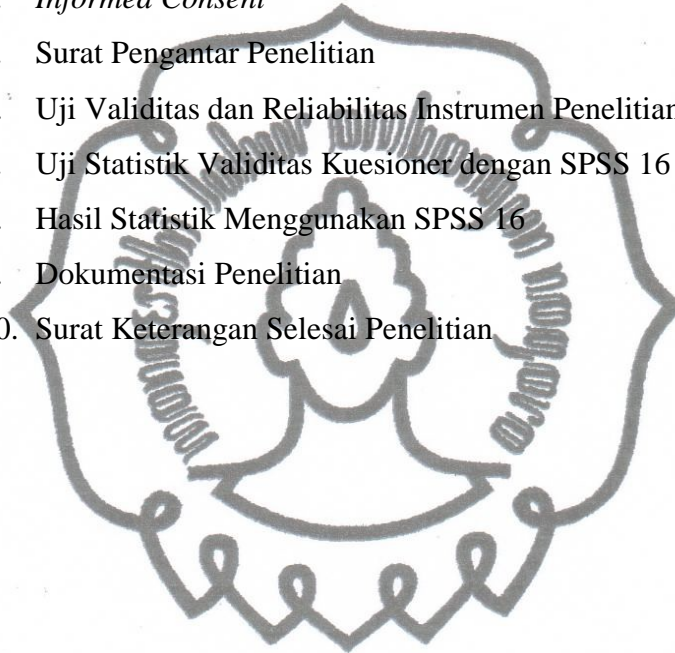 . Informed Consent
. Surat Pengantar Penelitian
. Uji Validitas dan Reliabilitas Instrumen Penelitian
. Uji Statistik Validitas Kuesioner dengan SPSS 16
. Hasil Statistik Menggunakan SPSS 16
. Dokumentasi Penelitian
0. Surat Keterangan Selesai Penelitian